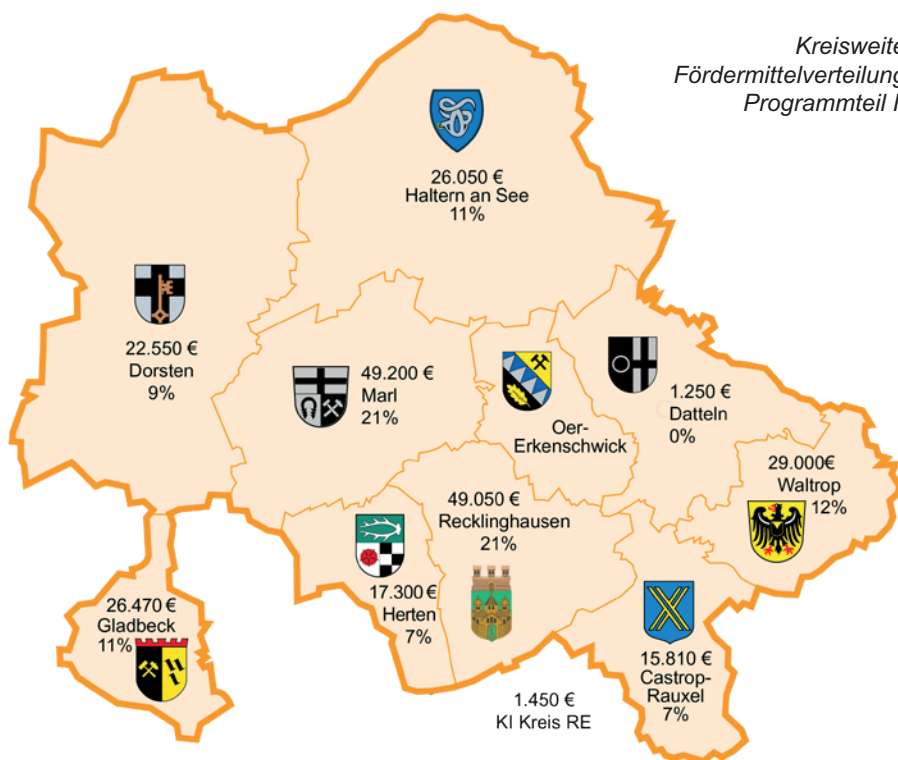 Kreisweite
Fördermittelverteilung
Programmteil I
26.050 €
Haltern an See
11%
22.550 €
Dorsten
9%
49.200 €
Marl
21%
Oer-
Erkenschwick
1.250 €
Datteln
0%
29.000€
Waltrop
12%
49.050 €
Recklinghausen
21%
17.300 €
Herten
7%
26.470 €
Gladbeck
11%
15.810 €
Castrop-
Rauxel
7%
1.450 €
KI Kreis RE